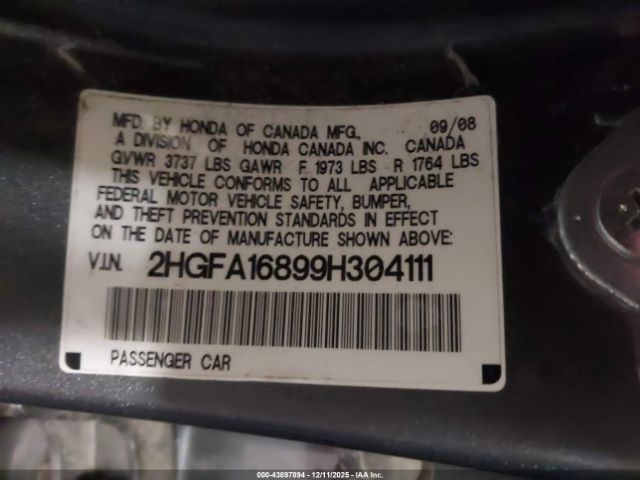 MFD. BY HONDA OF CANADA MFG., 09/08
A DIVISION OF HONDA CANADA INC. CANADA
GVWR 3737 LBS GAWR F 1973 LBS - R 1764 LBS
THIS VEHICLE CONFORMS TO ALL APPLICABLE
FEDERAL MOTOR VEHICLE SAFETY, BUMPER,
AND THEFT PREVENTION STANDARDS IN EFFECT
ON THE DATE OF MANUFACTURE SHOWN ABOVE:
V.I.N. 2HGFA16899H304111
PASSENGER CAR
000-43897894 | 12/11/2025 - IAAI.COM